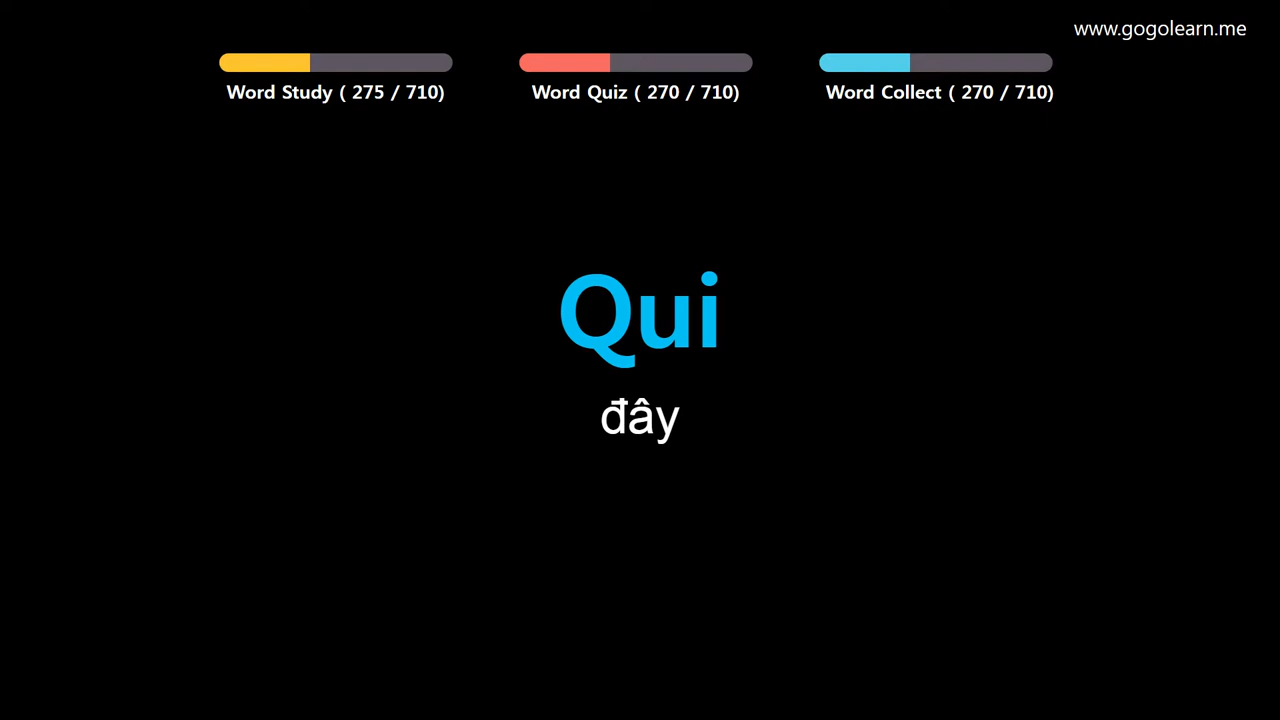 www.gogolearn.me
Word Study ( 275 / 710)
Word Quiz ( 270 / 710)
Word Collect ( 270 / 710)
Qui
đây